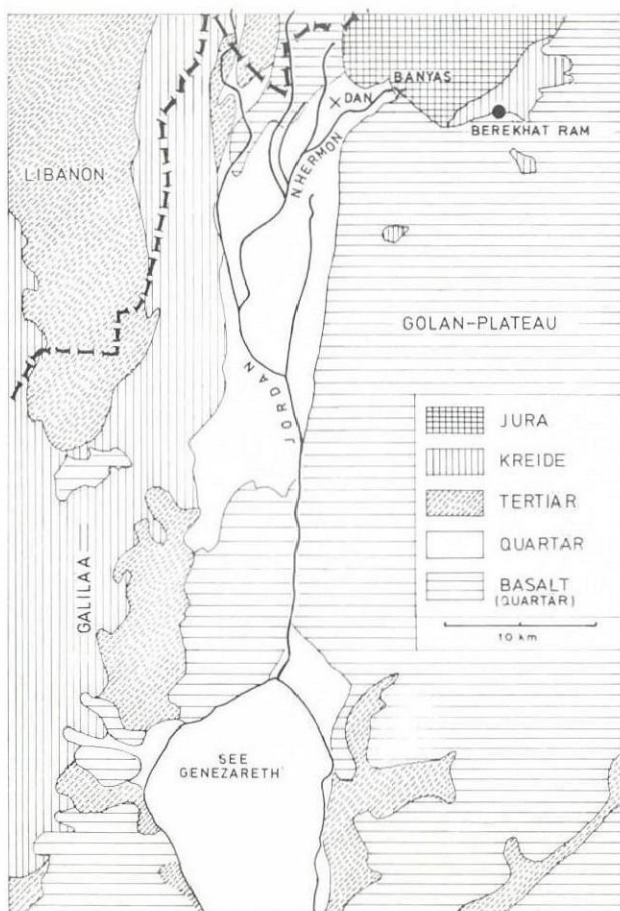 BANYAS
DAN
BEREKHAT RAM
N HERMON
LIBANON
GOLAN-PLATEAU
JORDAN
JURA
KREIDE
TERTIAR
QUARTAR
BASALT
(QUARTAR)
10 km
GALILAA
SEE
GENEZARETH